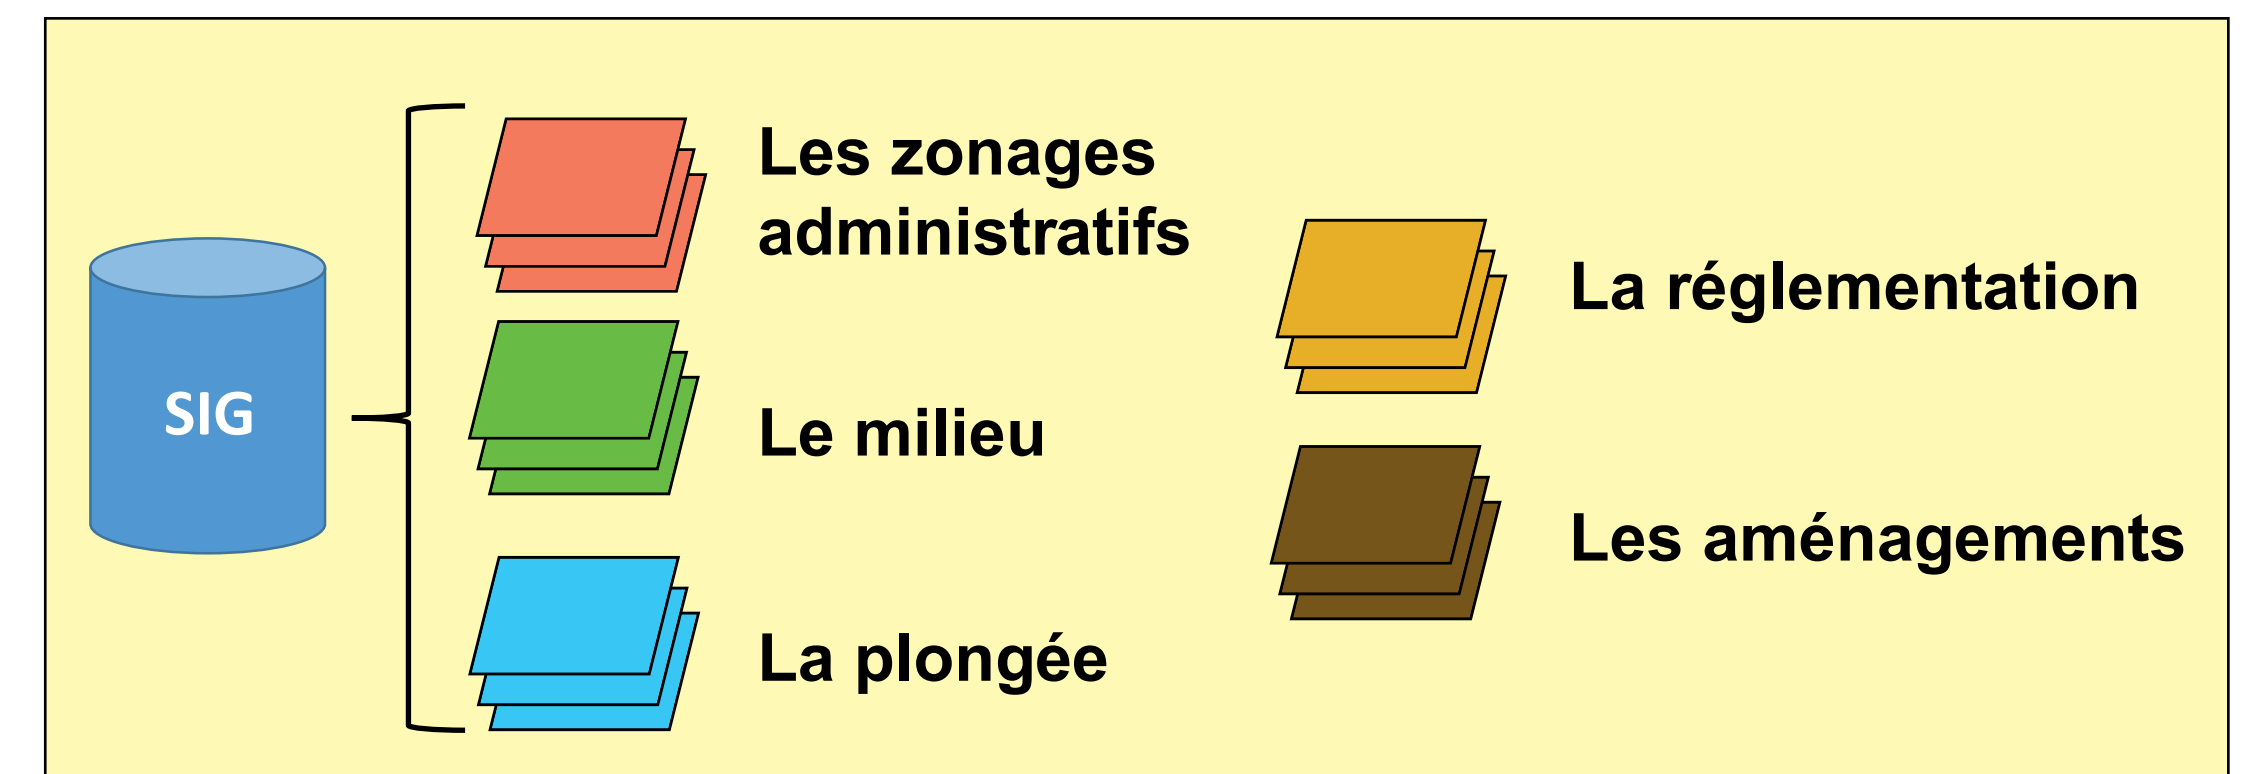 SIG
Les zonages
administratifs
Le milieu
La plongée
La réglementation
Les aménagements